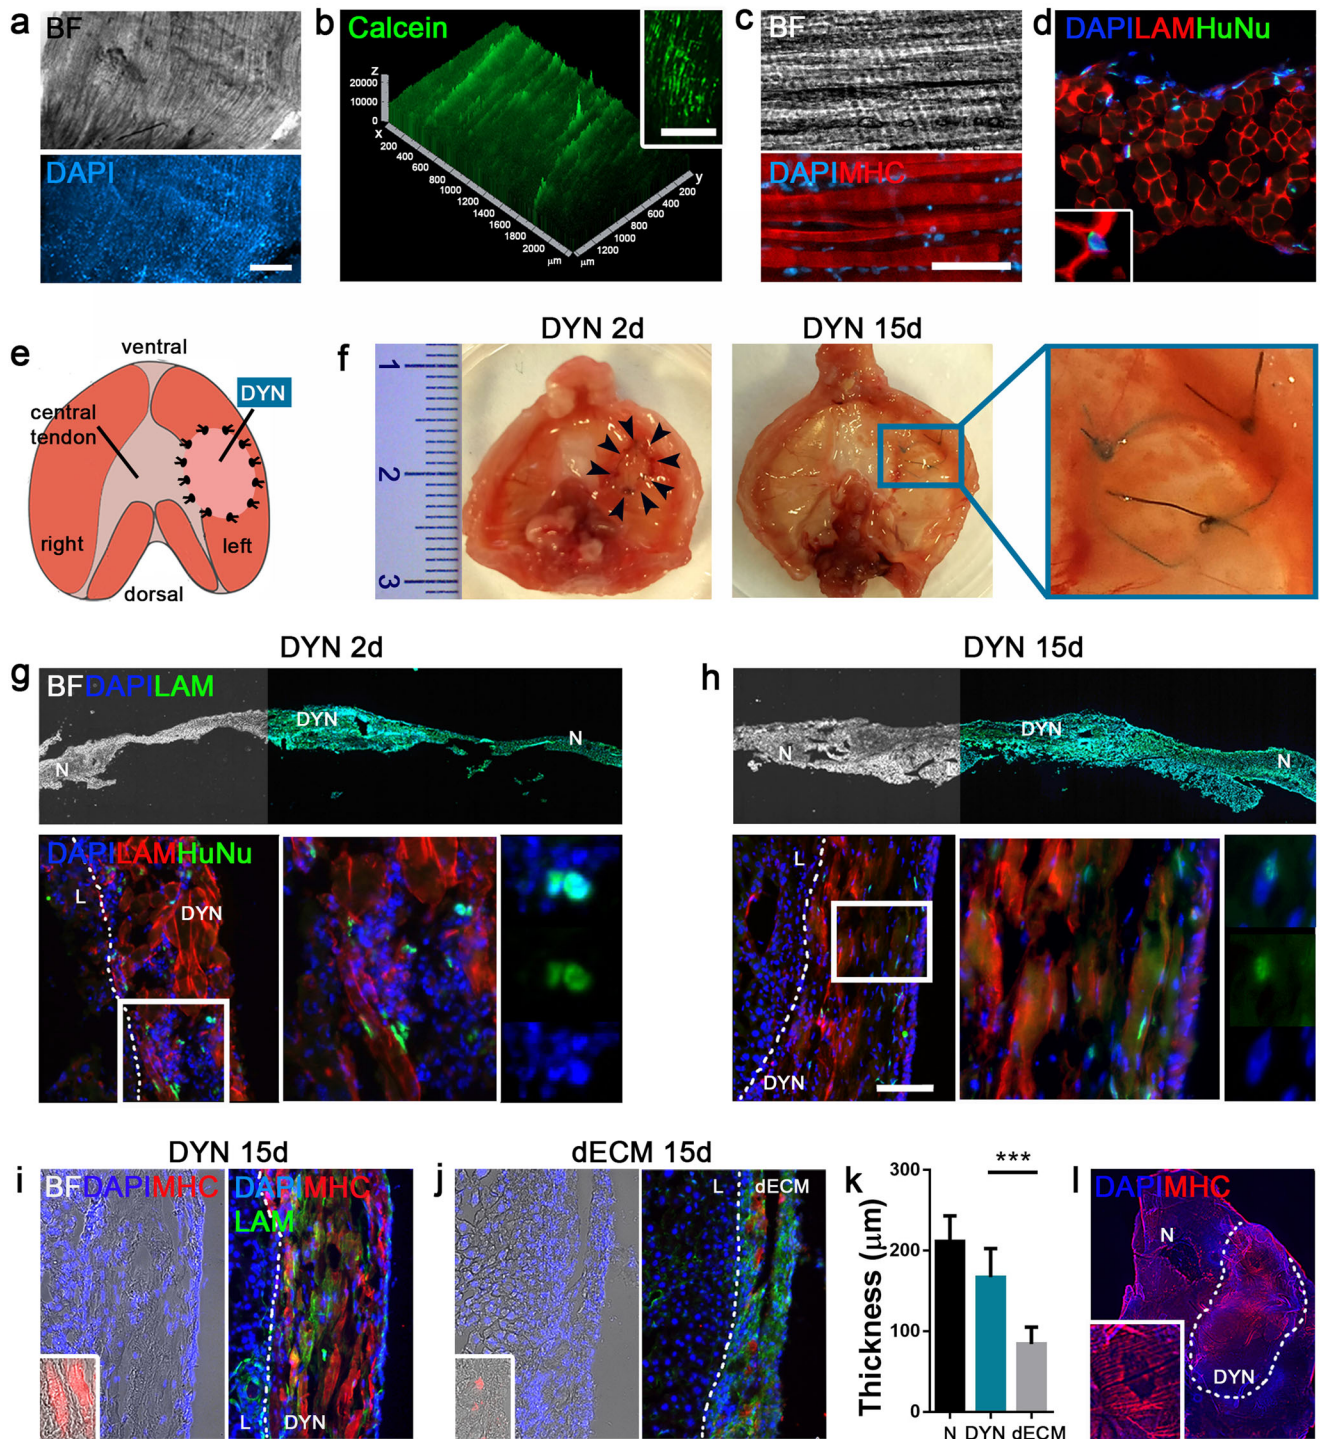 a
BF
DAPI
b
Calcein
z
20000
10000
0
x
200
400
600
800
1000
1200
1400
1600
1800
2000
μm
y
200
400
600
800
1000
1200
μm
c
BF
DAPIMHC
d
DAPILAMHuNu
e
ventral
central
tendon
DYN
right
left
dorsal
f
DYN 2d
1
2
3
DYN 15d
g
DYN 2d
BFDAPILAM
N
DYN
N
DAPILAMHuNu
L
DYN
h
DYN 15d
N
L
DYN
N
L
DYN
i
DYN 15d
BFDAPIMHC
DAPIMHC
LAM
L
DYN
j
dECM 15d
L
dECM
k
***
Thickness (μm)
300
200
100
0
N
DYN
dECM
l
DAPIMHC
N
DYN